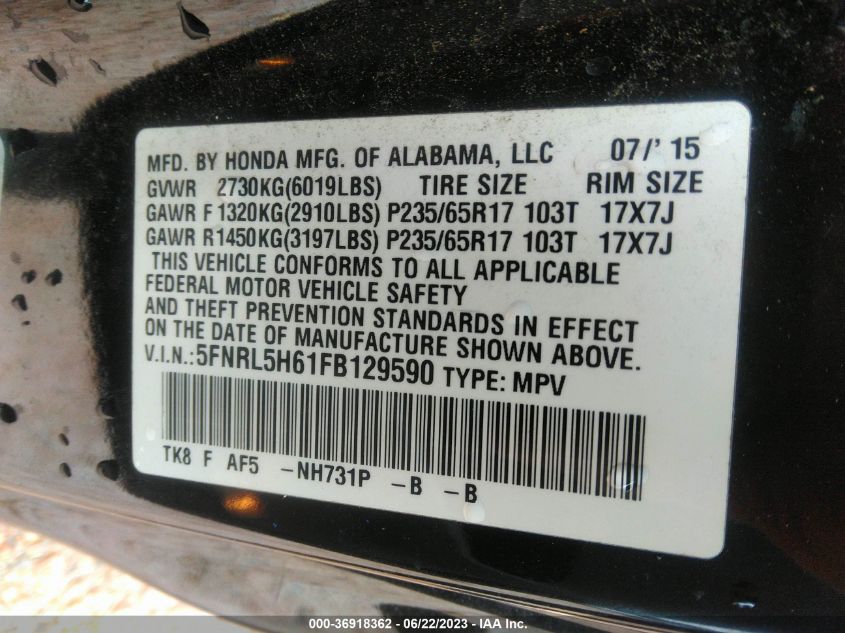 MFD. BY HONDA MFG. OF ALABAMA, LLC 07/' 15
GVWR 2730KG(6019LBS) TIRE SIZE RIM SIZE
GAWR F 1320KG(2910LBS) P235/65R17 103T 17X7J
GAWR R1450KG(3197LBS) P235/65R17 103T 17X7J
THIS VEHICLE CONFORMS TO ALL APPLICABLE
FEDERAL MOTOR VEHICLE SAFETY
AND THEFT PREVENTION STANDARDS IN EFFECT
ON THE DATE OF MANUFACTURE SHOWN ABOVE.
V.I.N.:5FNRL5H61FB129590 TYPE: MPV
TK8 F AF5 -NH731P -B -B
000-36918362 - 06/22/2023 - IAA Inc.